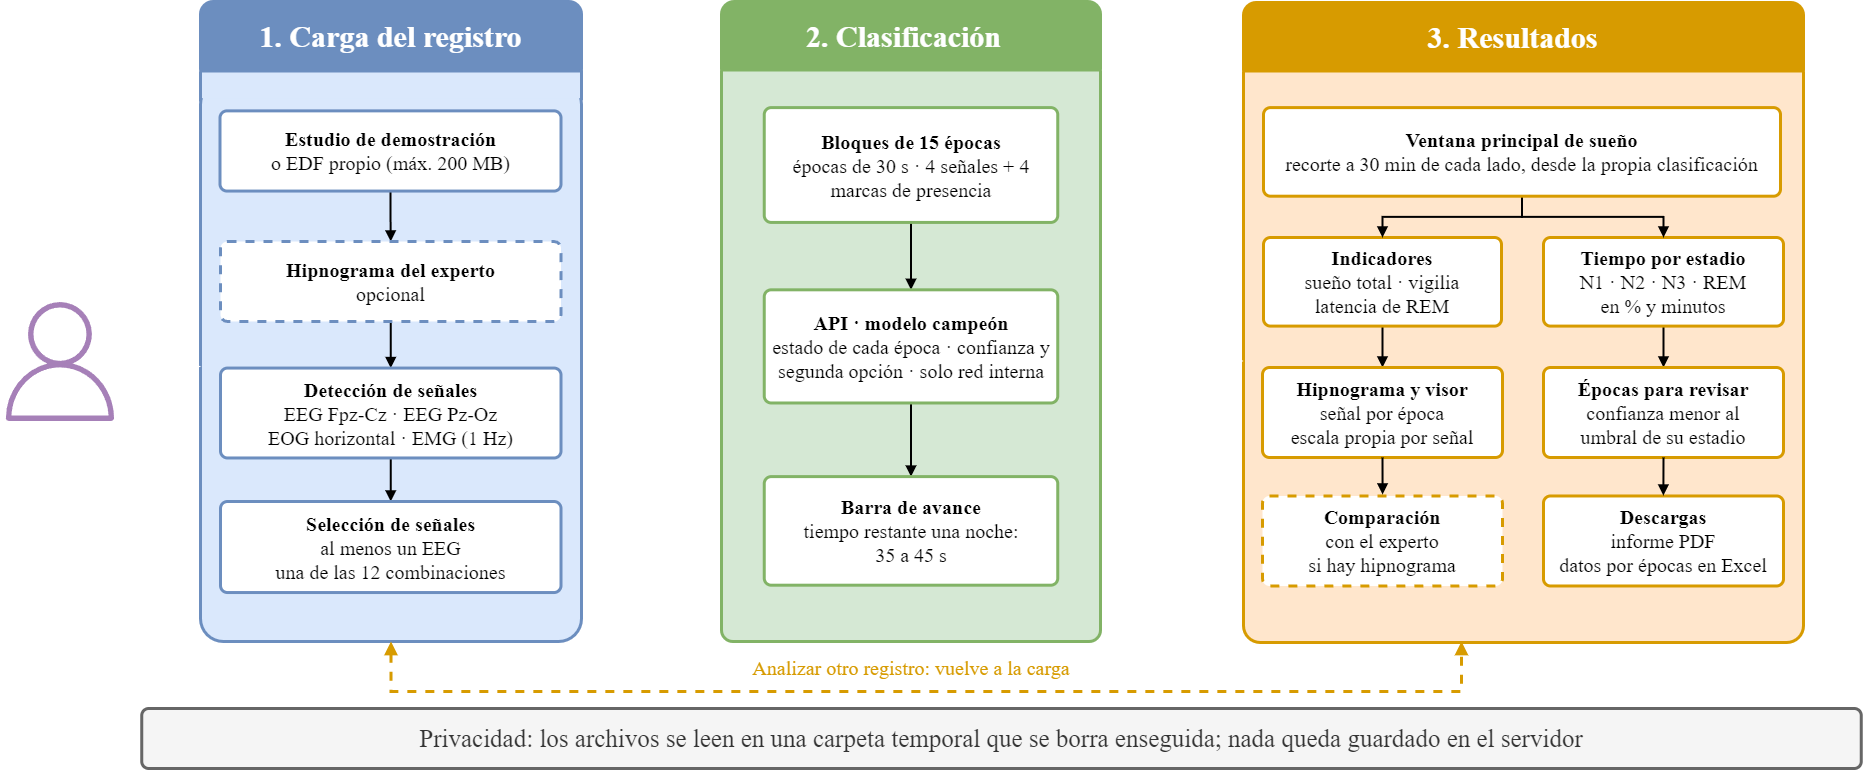 1. Carga del registro
Estudio de demostración
o EDF propio (máx. 200 MB)
Hipnograma del experto
opcional
Detección de señales
EEG Fpz-Cz · EEG Pz-Oz
EOG horizontal · EMG (1 Hz)
Selección de señales
al menos un EEG
una de las 12 combinaciones
2. Clasificación
Bloques de 15 épocas
épocas de 30 s · 4 señales + 4
marcas de presencia
API · modelo campeón
estado de cada época · confianza y
segunda opción · solo red interna
Barra de avance
tiempo restante una noche:
35 a 45 s
3. Resultados
Ventana principal de sueño
recorte a 30 min de cada lado, desde la propia clasificación
Indicadores
sueño total · vigilia
latencia de REM
Tiempo por estadio
N1 · N2 · N3 · REM
en % y minutos
Hipnograma y visor
señal por época
escala propia por señal
Épocas para revisar
confianza menor al
umbral de su estadio
Comparación
con el experto
si hay hipnograma
Descargas
informe PDF
datos por épocas en Excel
Analizar otro registro: vuelve a la carga
Privacidad: los archivos se leen en una carpeta temporal que se borra enseguida; nada queda guardado en el servidor